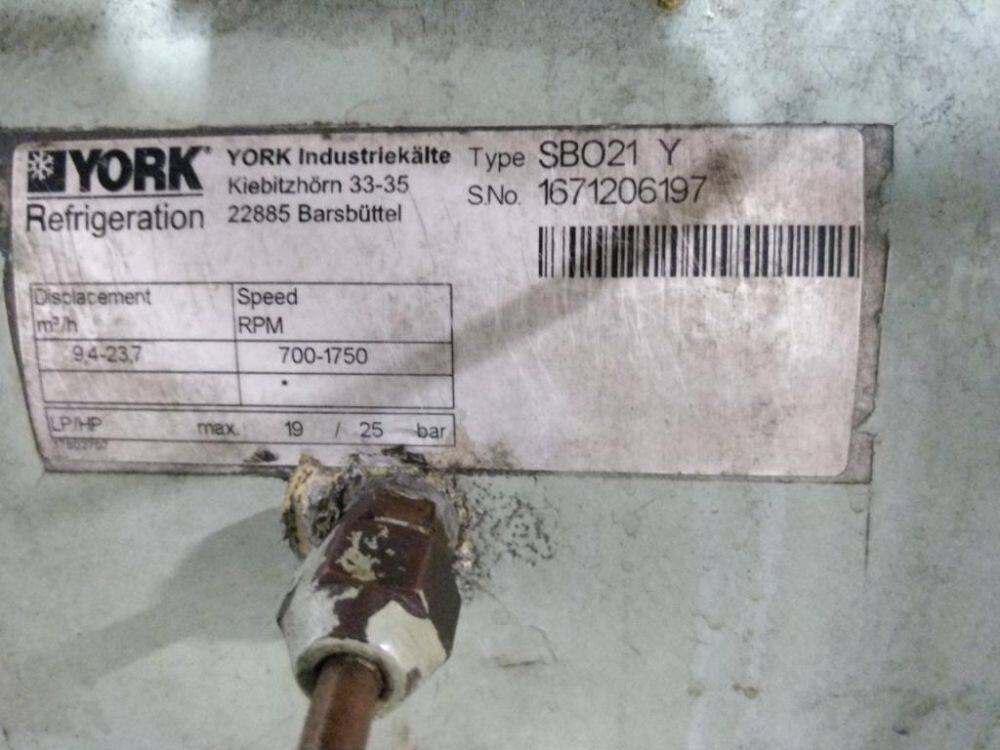 YORK
Refrigeration
YORK Industriekälte
Kiebitzhörn 33-35
22885 Barsbüttel
Type SBO21 Y
S.No. 1671206197
Displacement
m³/h
Speed
RPM
9,4-23,7
700-1750
LP/HP max. 19 / 25 bar